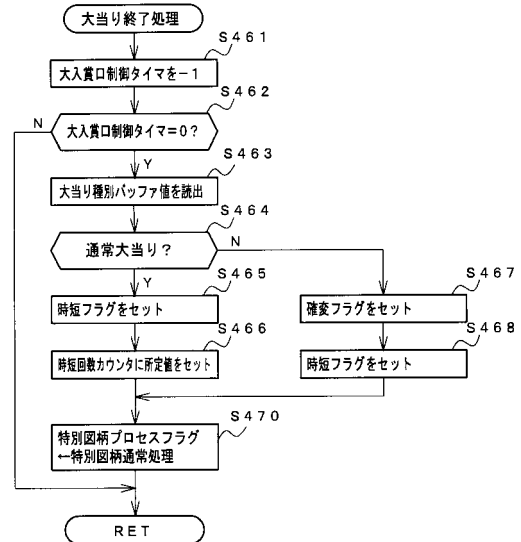 大当り終了処理
S461
大入賞口制御タイマを－1
S462
N
大入賞口制御タイマ＝0？
Y
S463
大当り種別バッファ値を読出
S464
通常大当り？
N
Y
S465
時短フラグをセット
S467
確変フラグをセット
S466
時短回数カウンタに所定値をセット
S468
時短フラグをセット
S470
特別図柄プロセスフラグ
←特別図柄通常処理
RET